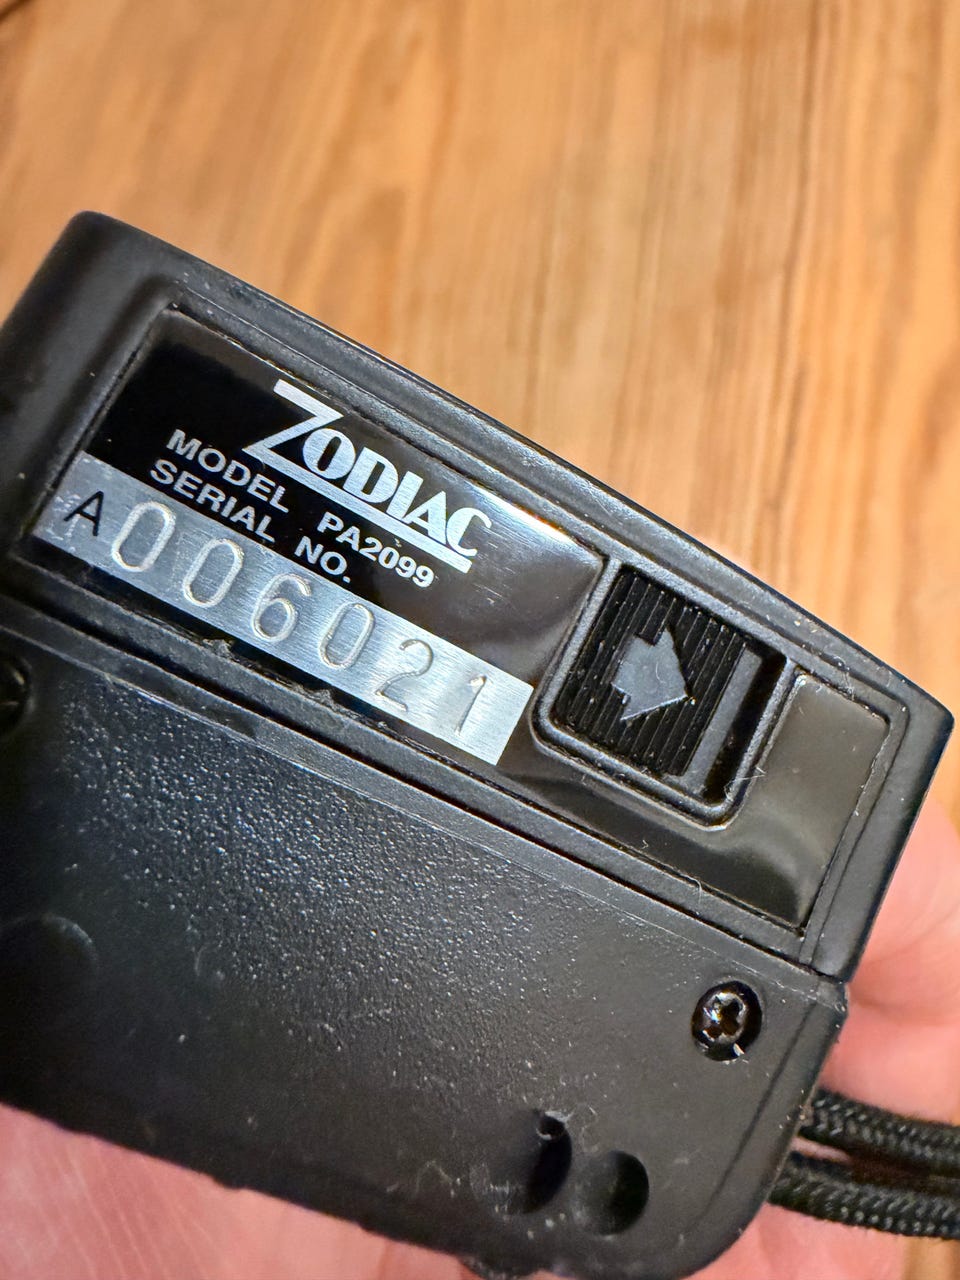 ZODIAC
MODEL PA2099
SERIAL NO.
A006021